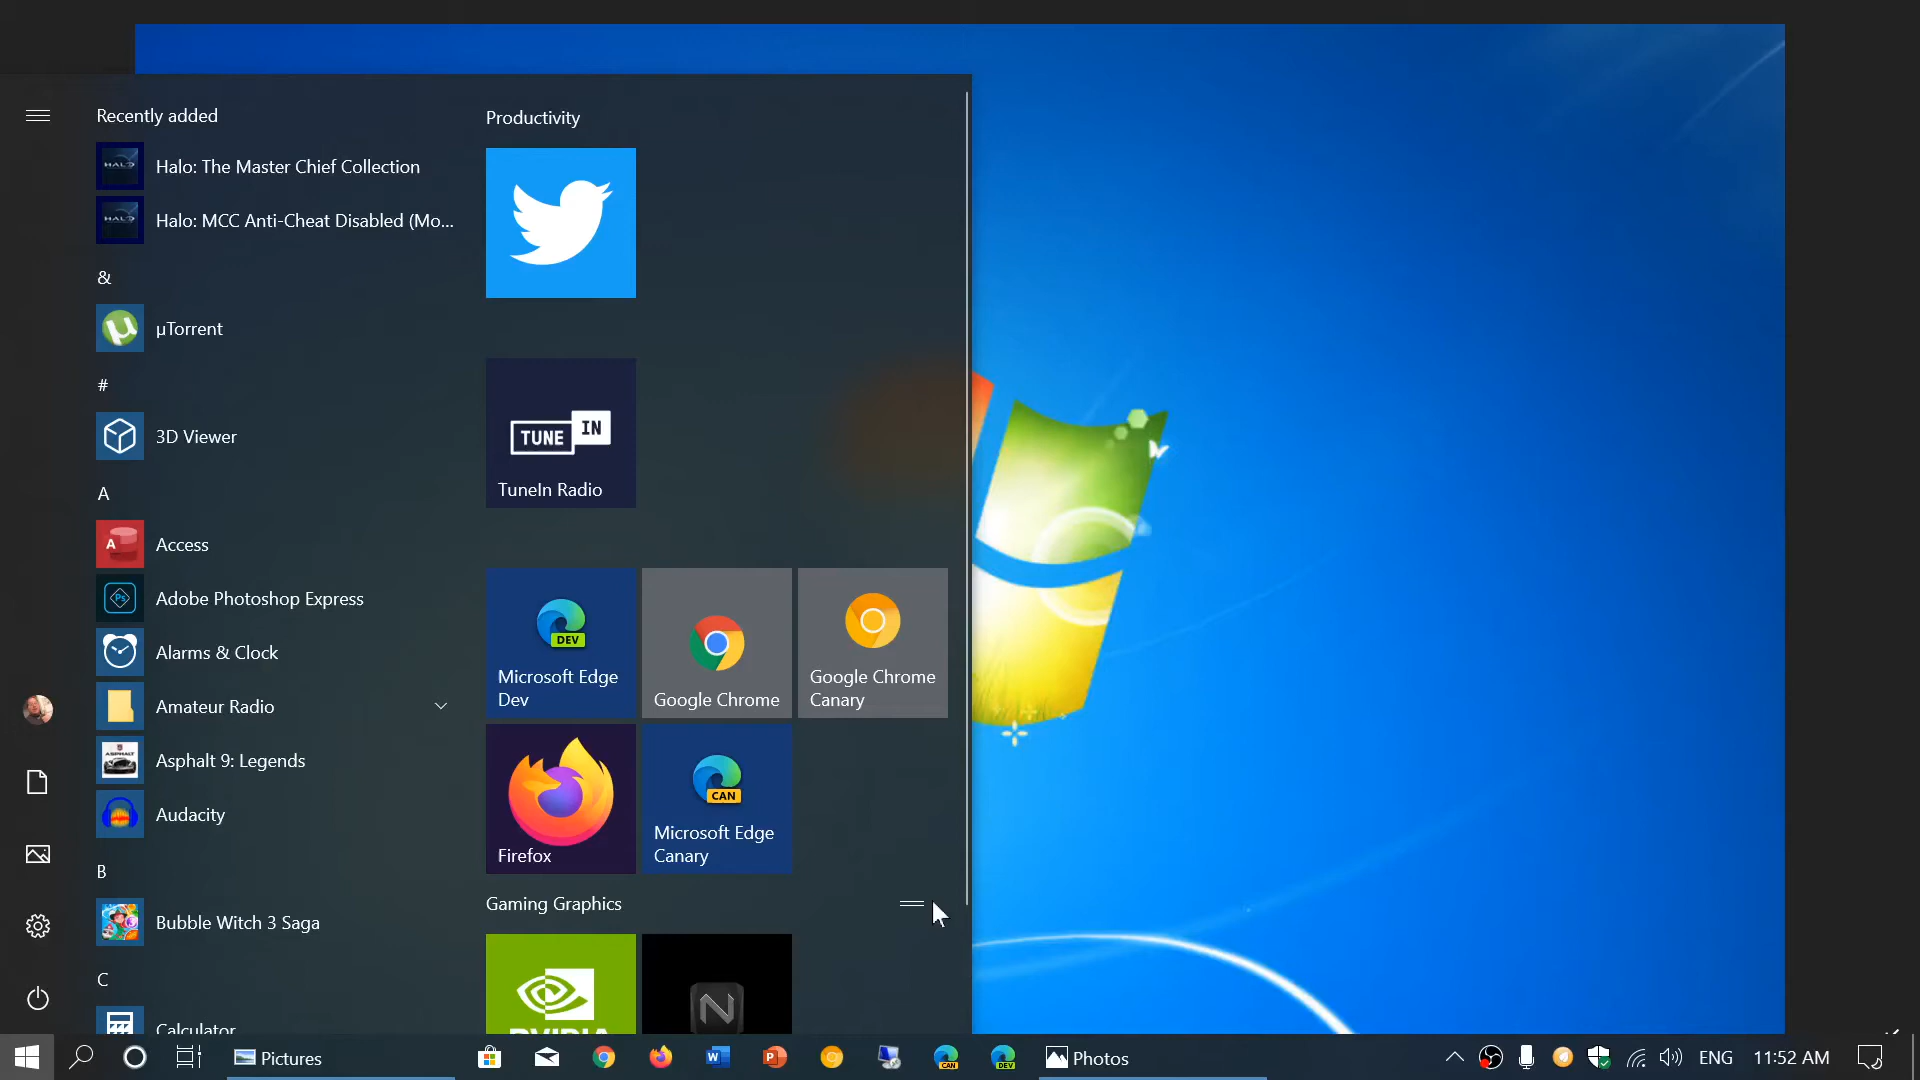 Recently added
Halo: The Master Chief Collection
Halo: MCC Anti-Cheat Disabled (Mo...
&
µTorrent
#
3D Viewer
A
Access
Adobe Photoshop Express
Alarms & Clock
Amateur Radio
Asphalt 9: Legends
Audacity
B
Bubble Witch 3 Saga
C
Calculator
Productivity
TUNE IN
TuneIn Radio
DEV
Microsoft Edge
Dev
Google Chrome
Google Chrome
Canary
Firefox
CAN
Microsoft Edge
Canary
Gaming Graphics
NVIDIA
N
Pictures
Photos
ENG
11:52 AM